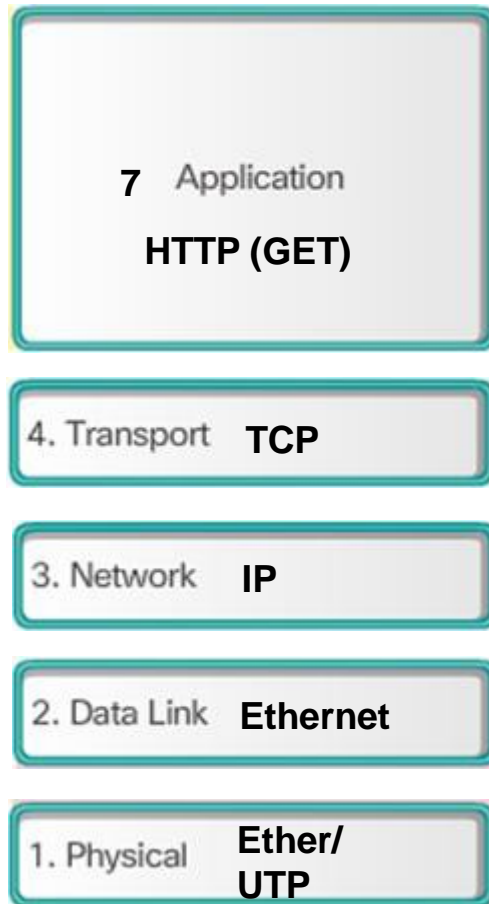 7 Application
HTTP (GET)
4. Transport TCP
3. Network IP
2. Data Link Ethernet
1. Physical Ether/
UTP